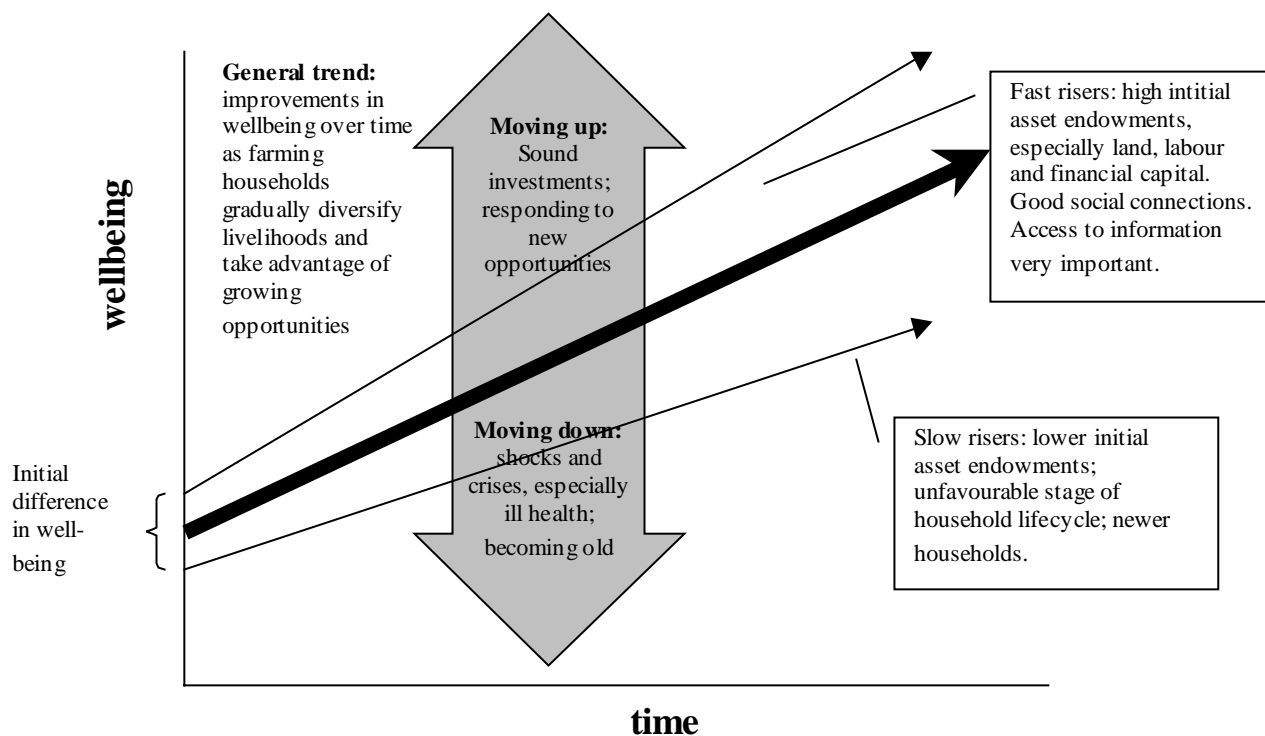 General trend:
improvements in
wellbeing over time
as farming
households
gradually diversify
livelihoods and
take advantage of
growing
opportunities
Moving up:
Sound
investments;
responding to
new
opportunities
Fast risers: high intitial
asset endowments,
especially land, labour
and financial capital.
Good social connections.
Access to information
very important.
wellbeing
Moving down:
shocks and
crises, especially
ill health;
becoming old
Slow risers: lower initial
asset endowments;
unfavourable stage of
household lifecycle; newer
households.
Initial
difference
in well-
being
time